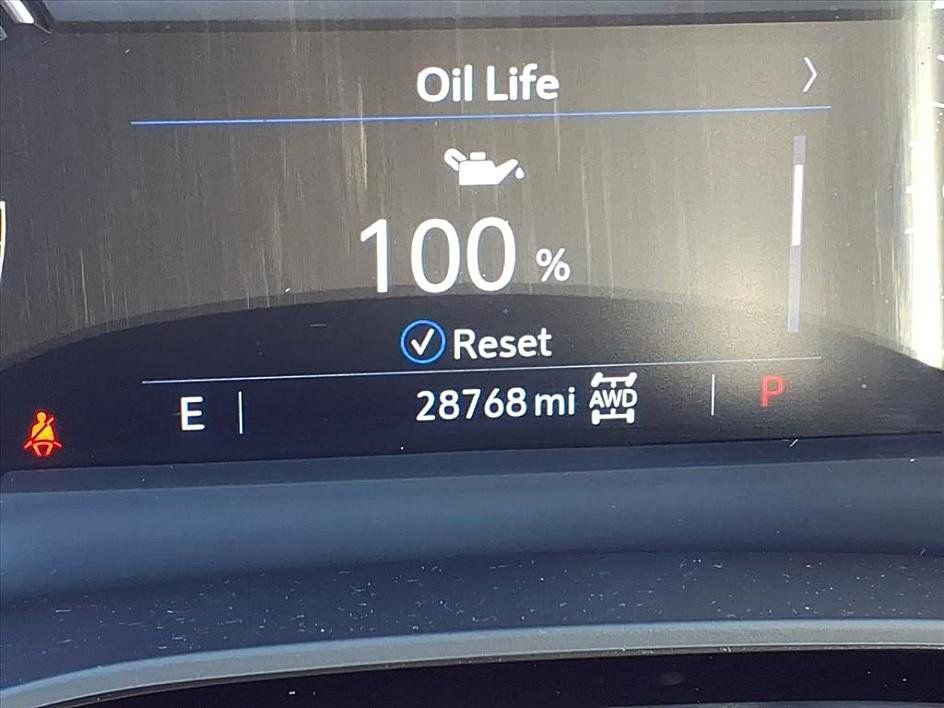 Oil Life
100 %
Reset
E 28768 mi AWD P